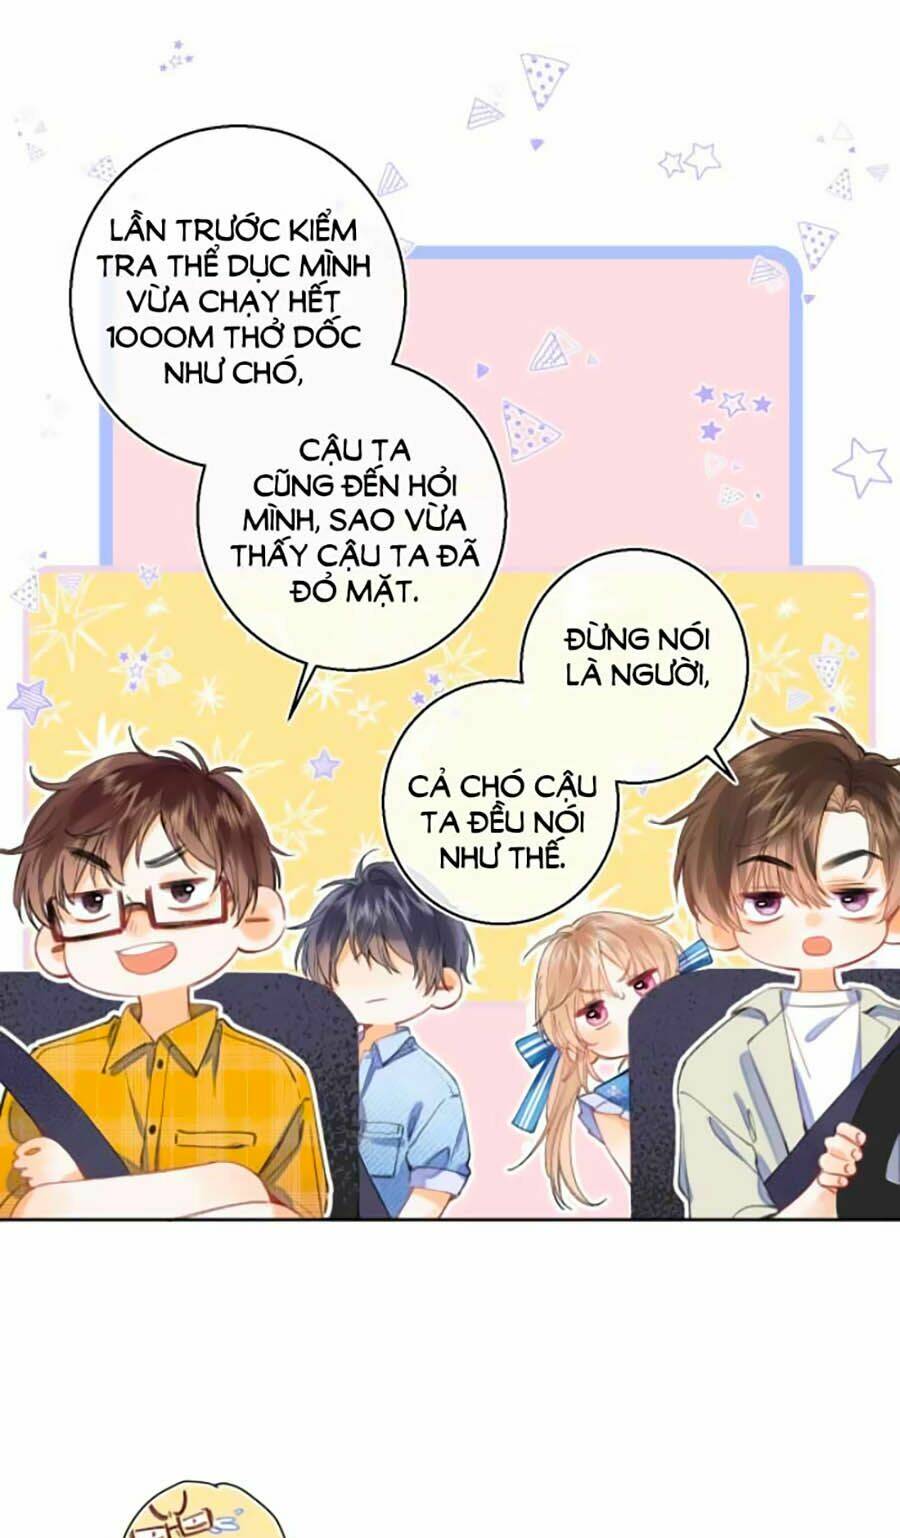 LẦN TRƯỚC KIỂM
TRA THỂ DỤC MÌNH
VỪA CHẠY HẾT
1000M THỞ DỐC
NHƯ CHÓ,
CẬU TA
CŨNG ĐẾN HỎI
MÌNH, SAO VỪA
THẤY CẬU TA ĐÃ
ĐỎ MẶT.
ĐỪNG NÓI
LÀ NGƯỜI,
CẢ CHÓ CẬU
TA ĐỀU NÓI
NHƯ THẾ.